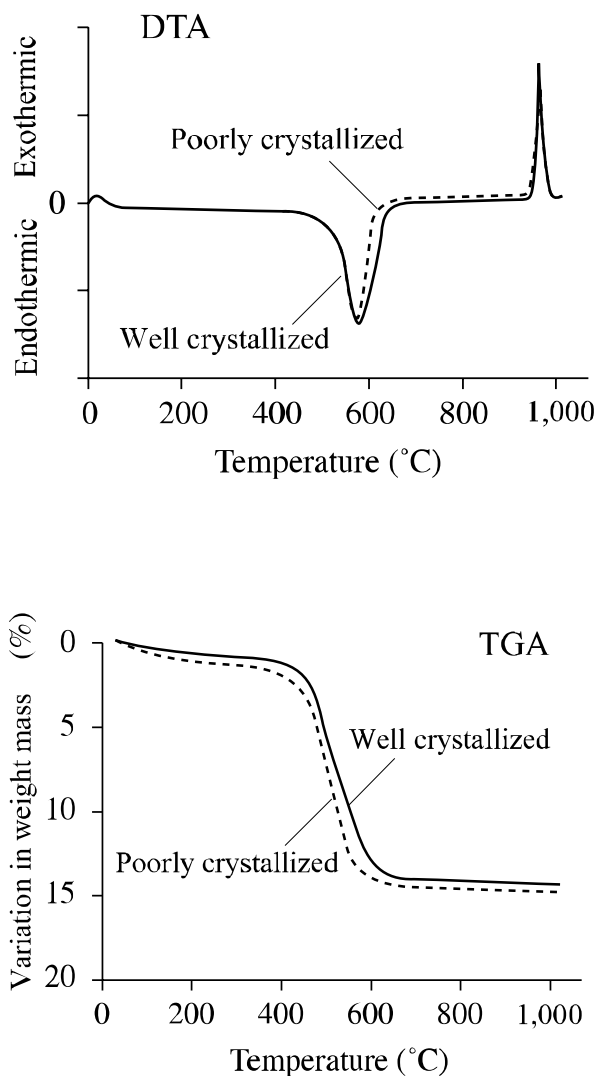 DTA
Exothermic
Endothermic
0
Poorly crystallized
Well crystallized
0 200 400 600 800 1,000
Temperature (˚C)
TGA
Variation in weight mass (%)
0
5
10
15
20
Well crystallized
Poorly crystallized
0 200 400 600 800 1,000
Temperature (˚C)